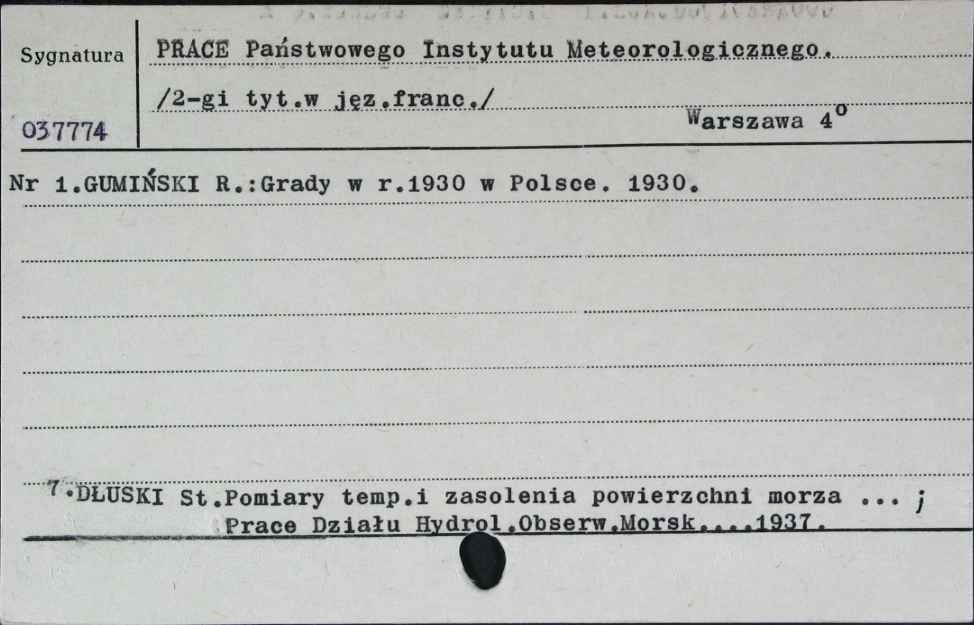 Sygnatura
037774
PRACE Państwowego Instytutu Meteorologicznego.
/2-gi tyt.w jęz.franc./
Warszawa 4°
Nr 1.GUMIŃSKI R.:Grady w r.1930 w Polsce. 1930.
7.DŁUSKI St.Pomiary temp.i zasolenia powierzchni morza ... ;
Prace Działu Hydrol.Obserw.Morsk....1937.